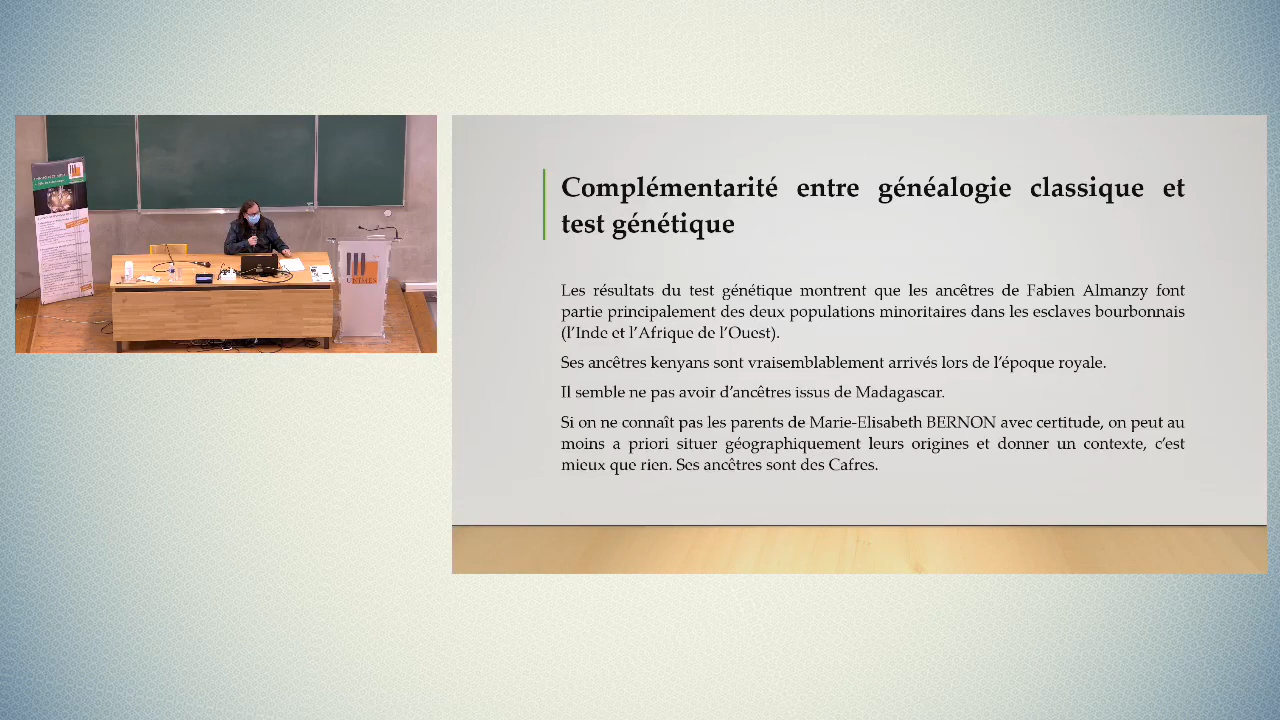 Complémentarité entre généalogie classique et
test génétique
Les résultats du test génétique montrent que les ancêtres de Fabien Almanzy font
partie principalement des deux populations minoritaires dans les esclaves bourbonnais
(l'Inde et l'Afrique de l'Ouest).
Ses ancêtres kenyans sont vraisemblablement arrivés lors de l'époque royale.
Il semble ne pas avoir d'ancêtres issus de Madagascar.
Si on ne connaît pas les parents de Marie-Elisabeth BERNON avec certitude, on peut au
moins a priori situer géographiquement leurs origines et donner un contexte, c'est
mieux que rien. Ses ancêtres sont des Cafres.
UNIMES